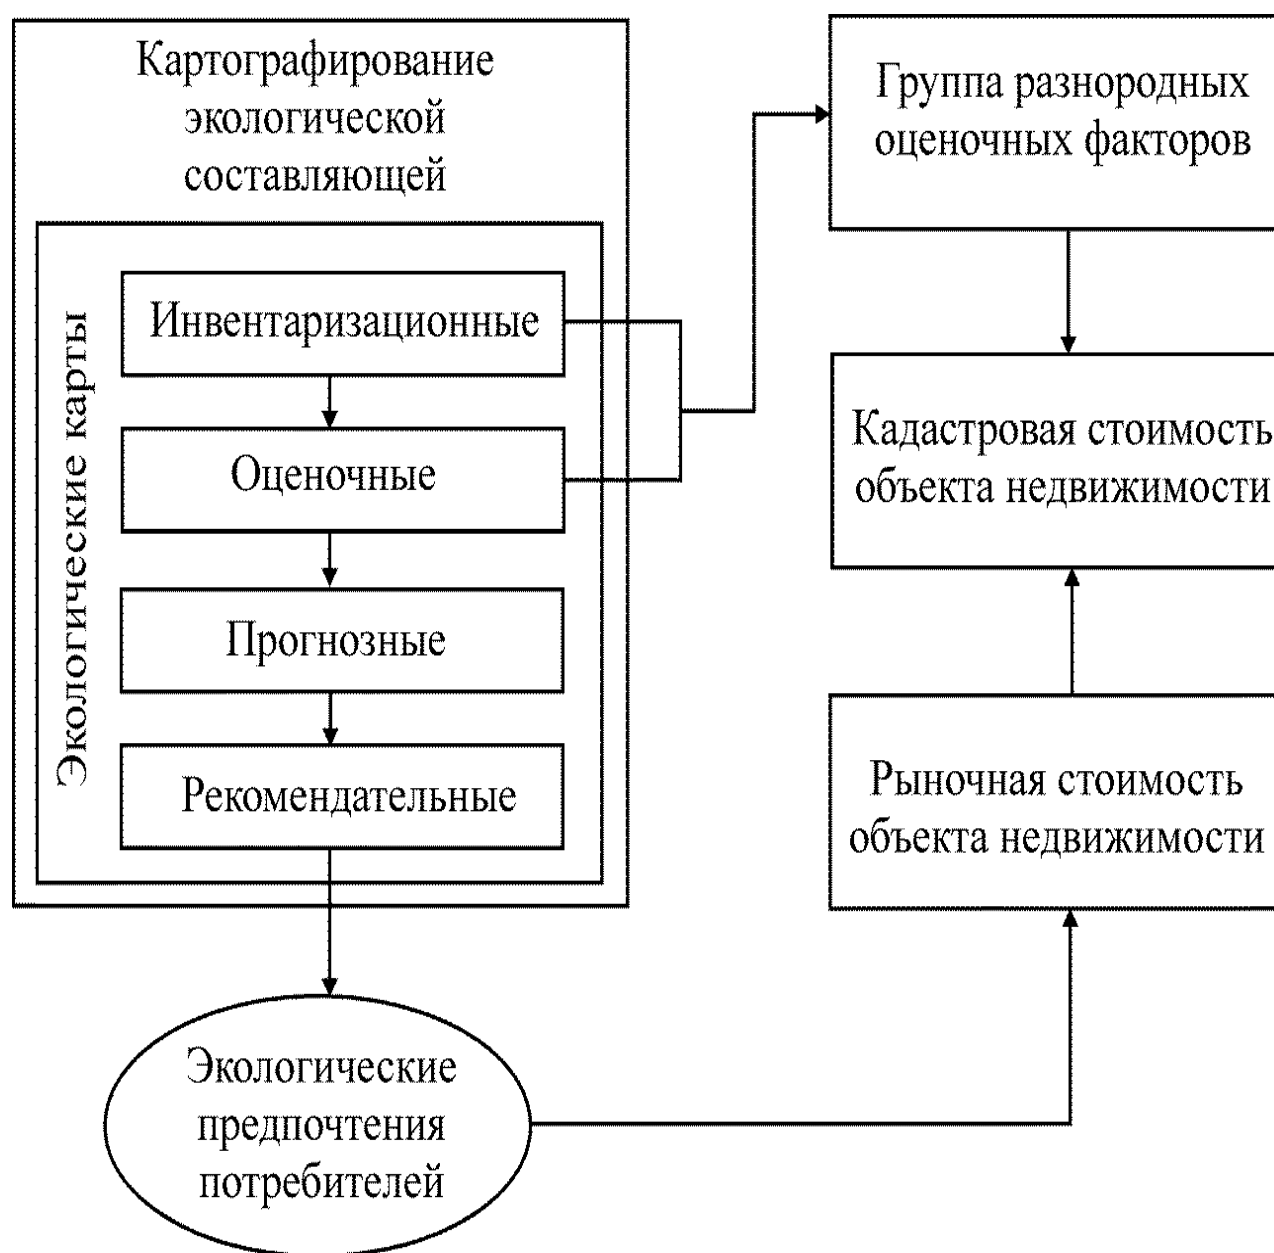 Картографирование
экологической
составляющей
Экологические карты
Инвентаризационные
Оценочные
Прогнозные
Рекомендательные
Экологические
предпочтения
потребителей
Группа разнородных
оценочных факторов
Кадастровая стоимость
объекта недвижимости
Рыночная стоимость
объекта недвижимости